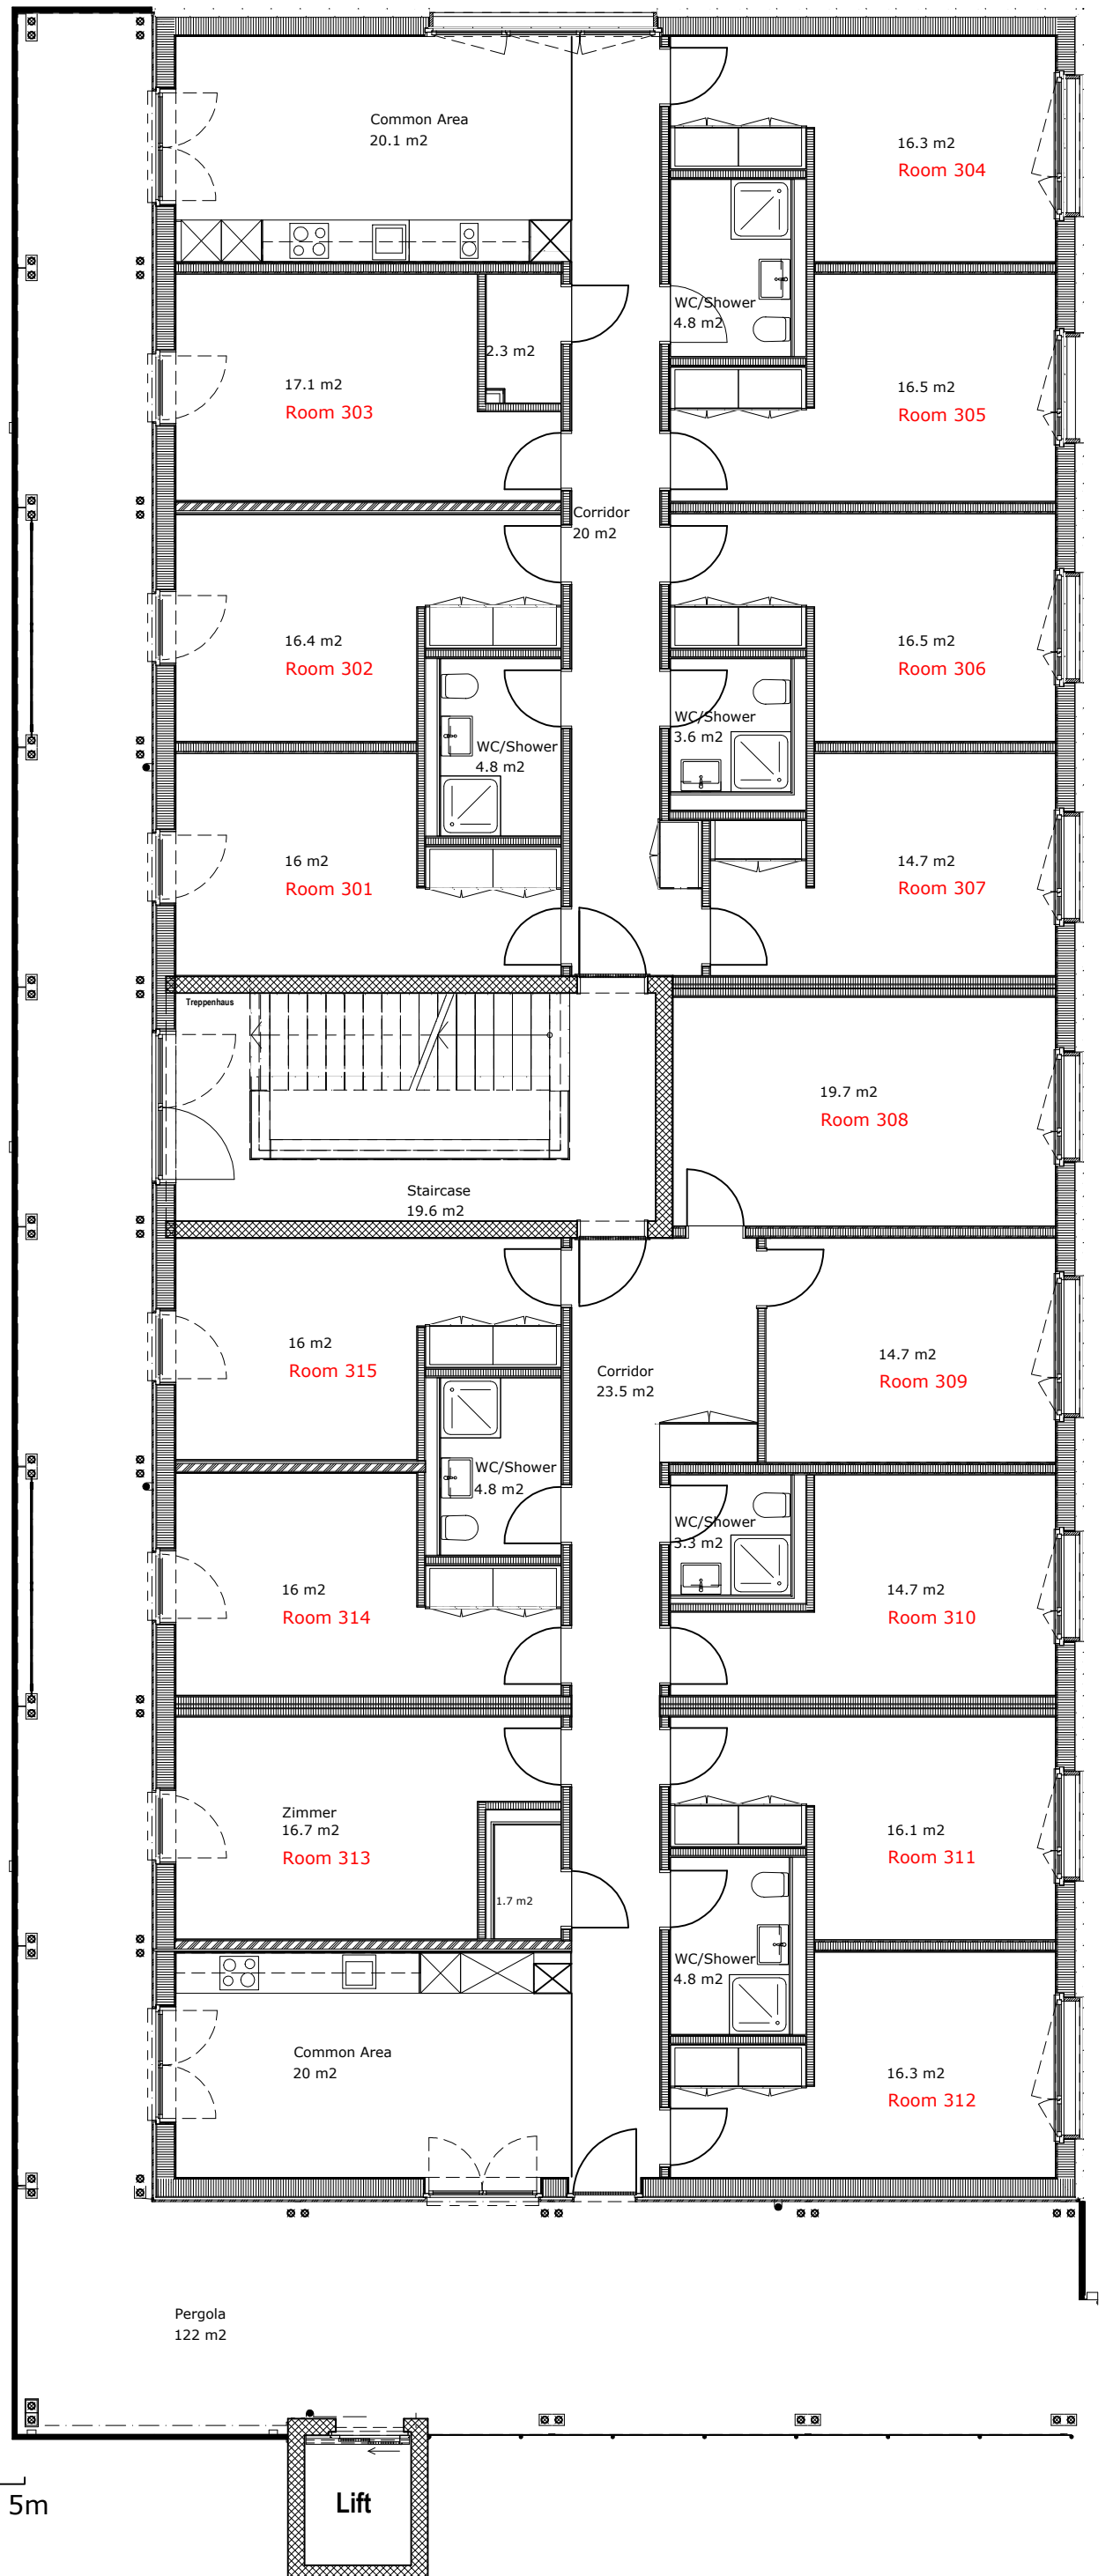 Common Area
20.1 m2
16.3 m2
Room 304
WC/Shower
4.8 m2
2.3 m2
17.1 m2
Room 303
16.5 m2
Room 305
Corridor
20 m2
16.4 m2
Room 302
16.5 m2
Room 306
WC/Shower
3.6 m2
WC/Shower
4.8 m2
16 m2
Room 301
14.7 m2
Room 307
Treppenhaus
19.7 m2
Room 308
Staircase
19.6 m2
16 m2
Room 315
Corridor
23.5 m2
14.7 m2
Room 309
WC/Shower
4.8 m2
WC/Shower
3.3 m2
16 m2
Room 314
14.7 m2
Room 310
Zimmer
16.7 m2
Room 313
16.1 m2
Room 311
1.7 m2
WC/Shower
4.8 m2
Common Area
20 m2
16.3 m2
Room 312
Pergola
122 m2
Lift
5m